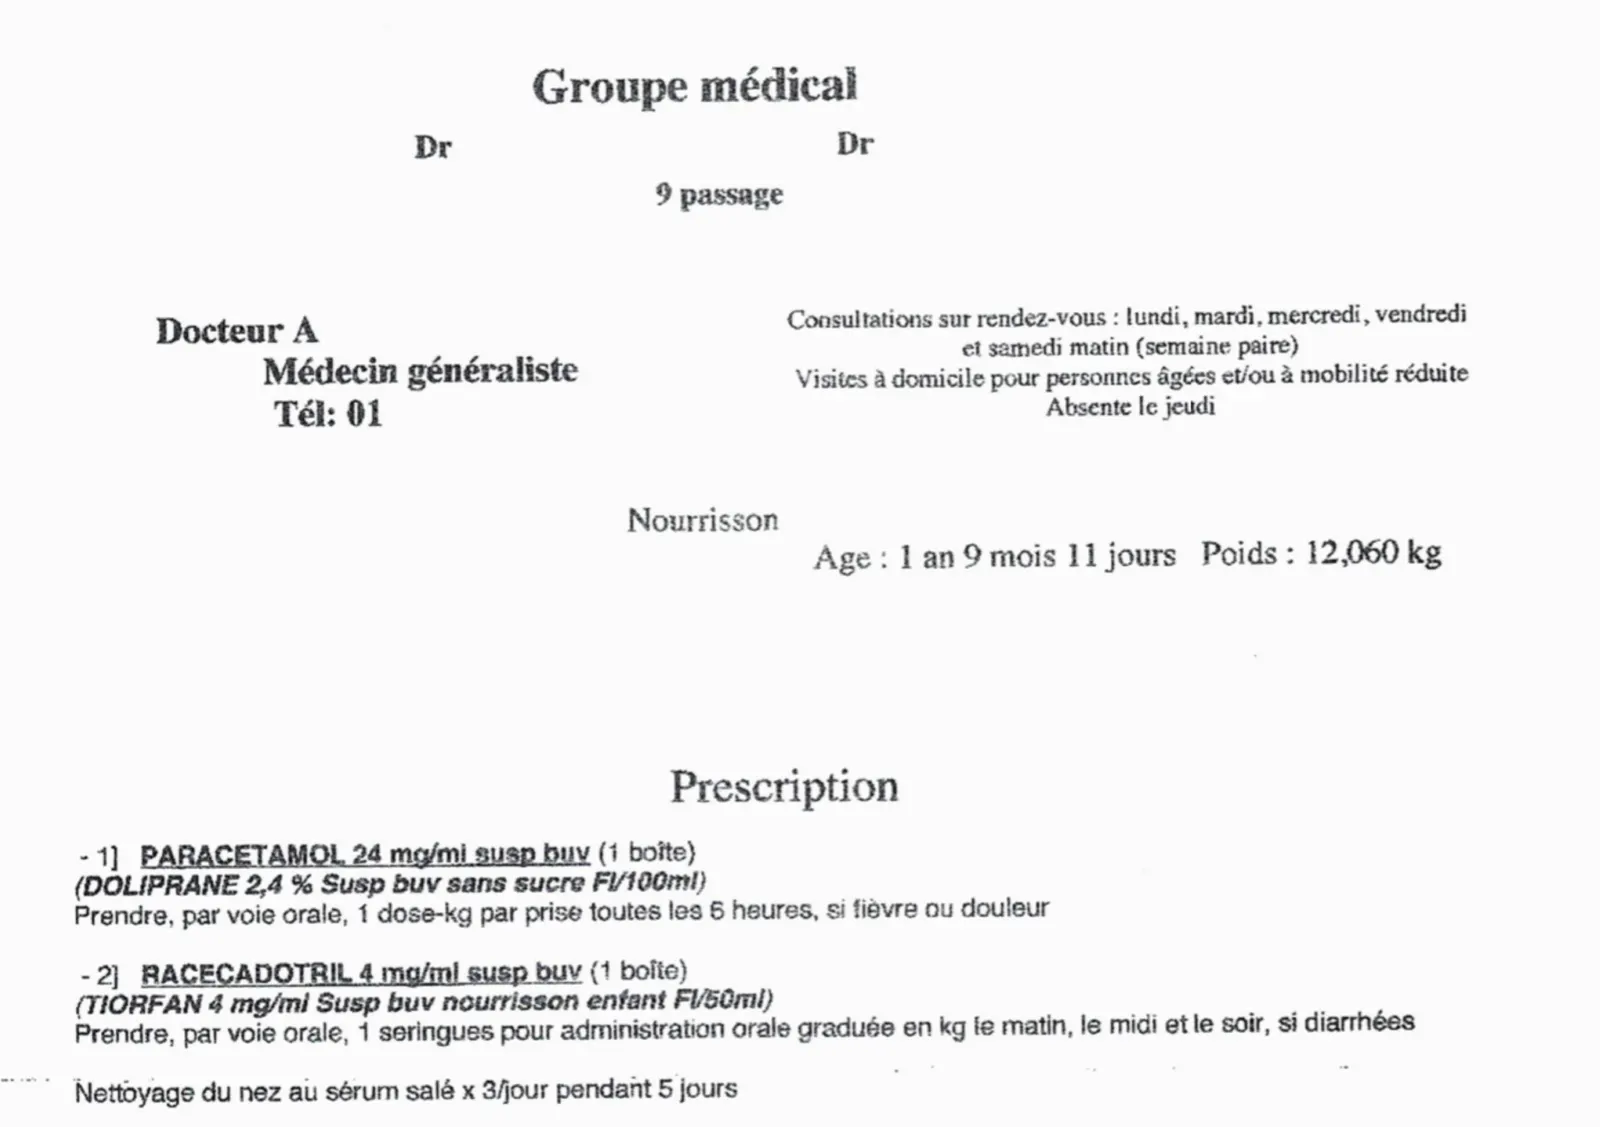 Groupe médical
Dr Dr
9 passage
Docteur A
Médecin généraliste
Tél: 01
Consultations sur rendez-vous : lundi, mardi, mercredi, vendredi
et samedi matin (semaine paire)
Visites à domicile pour personnes âgées et/ou à mobilité réduite
Absente le jeudi
Nourrisson
Age : 1 an 9 mois 11 jours Poids : 12,060 kg
Prescription
- 1] PARACETAMOL 24 mg/ml susp buv (1 boîte)
(DOLIPRANE 2,4 % Susp buv sans sucre Fl/100ml)
Prendre, par voie orale, 1 dose-kg par prise toutes les 6 heures, si fièvre ou douleur
- 2] RACECADOTRIL 4 mg/ml susp buv (1 boîte)
(TIORFAN 4 mg/ml Susp buv nourrisson enfant Fl/50ml)
Prendre, par voie orale, 1 seringues pour administration orale graduée en kg le matin, le midi et le soir, si diarrhées
Nettoyage du nez au sérum salé x 3/jour pendant 5 jours